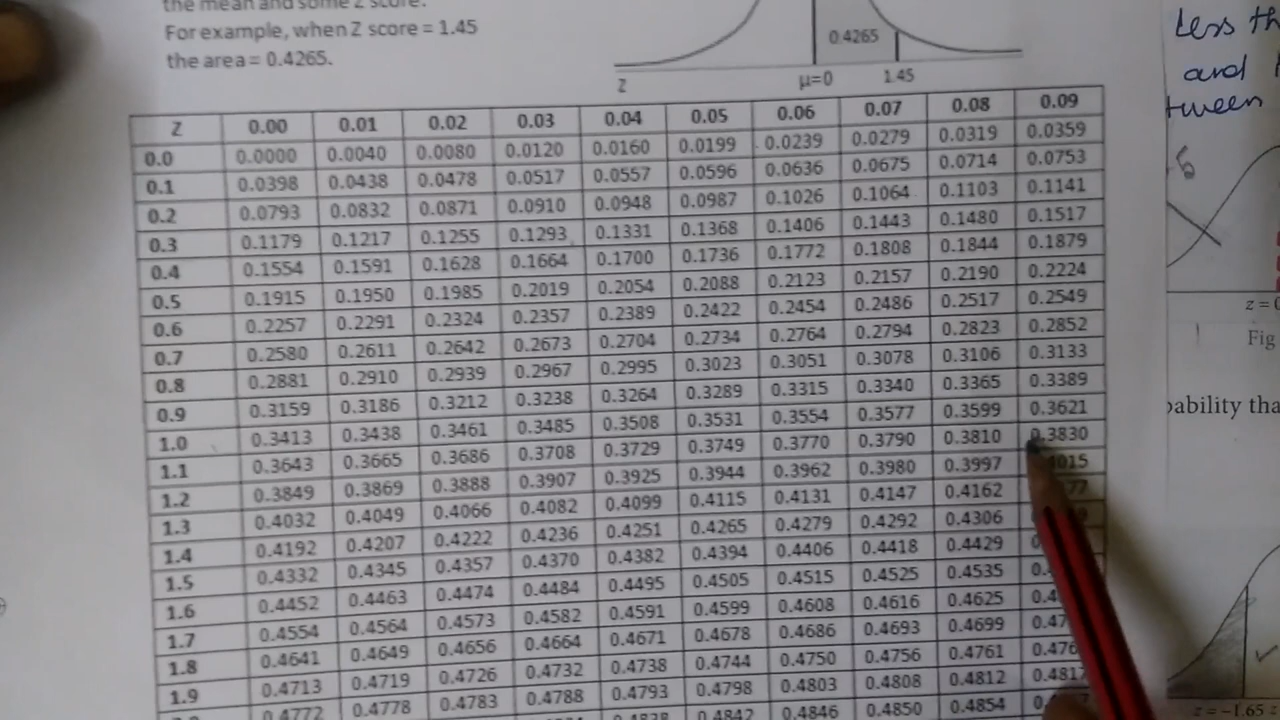 the mean and some Z score.
For example, when Z score = 1.45
the area = 0.4265.
0.4265
Z μ=0 1.45
Z 0.00 0.01 0.02 0.03 0.04 0.05 0.06 0.07 0.08 0.09
0.0 0.0000 0.0040 0.0080 0.0120 0.0160 0.0199 0.0239 0.0279 0.0319 0.0359
0.1 0.0398 0.0438 0.0478 0.0517 0.0557 0.0596 0.0636 0.0675 0.0714 0.0753
0.2 0.0793 0.0832 0.0871 0.0910 0.0948 0.0987 0.1026 0.1064 0.1103 0.1141
0.3 0.1179 0.1217 0.1255 0.1293 0.1331 0.1368 0.1406 0.1443 0.1480 0.1517
0.4 0.1554 0.1591 0.1628 0.1664 0.1700 0.1736 0.1772 0.1808 0.1844 0.1879
0.5 0.1915 0.1950 0.1985 0.2019 0.2054 0.2088 0.2123 0.2157 0.2190 0.2224
0.6 0.2257 0.2291 0.2324 0.2357 0.2389 0.2422 0.2454 0.2486 0.2517 0.2549
0.7 0.2580 0.2611 0.2642 0.2673 0.2704 0.2734 0.2764 0.2794 0.2823 0.2852
0.8 0.2881 0.2910 0.2939 0.2967 0.2995 0.3023 0.3051 0.3078 0.3106 0.3133
0.9 0.3159 0.3186 0.3212 0.3238 0.3264 0.3289 0.3315 0.3340 0.3365 0.3389
1.0 0.3413 0.3438 0.3461 0.3485 0.3508 0.3531 0.3554 0.3577 0.3599 0.3621
1.1 0.3643 0.3665 0.3686 0.3708 0.3729 0.3749 0.3770 0.3790 0.3810 0.3830
1.2 0.3849 0.3869 0.3888 0.3907 0.3925 0.3944 0.3962 0.3980 0.3997
1.3 0.4032 0.4049 0.4066 0.4082 0.4099 0.4115 0.4131 0.4147 0.4162
1.4 0.4192 0.4207 0.4222 0.4236 0.4251 0.4265 0.4279 0.4292 0.4306
1.5 0.4332 0.4345 0.4357 0.4370 0.4382 0.4394 0.4406 0.4418 0.4429
1.6 0.4452 0.4463 0.4474 0.4484 0.4495 0.4505 0.4515 0.4525 0.4535
1.7 0.4554 0.4564 0.4573 0.4582 0.4591 0.4599 0.4608 0.4616 0.4625
1.8 0.4641 0.4649 0.4656 0.4664 0.4671 0.4678 0.4686 0.4693 0.4699
1.9 0.4713 0.4719 0.4726 0.4732 0.4738 0.4744 0.4750 0.4756 0.4761
0.4772 0.4778 0.4783 0.4788 0.4793 0.4798 0.4803 0.4808 0.4812 0.4817
0.4838 0.4842 0.4846 0.4850 0.4854
Less
and
z =
Fig
z = −1.65